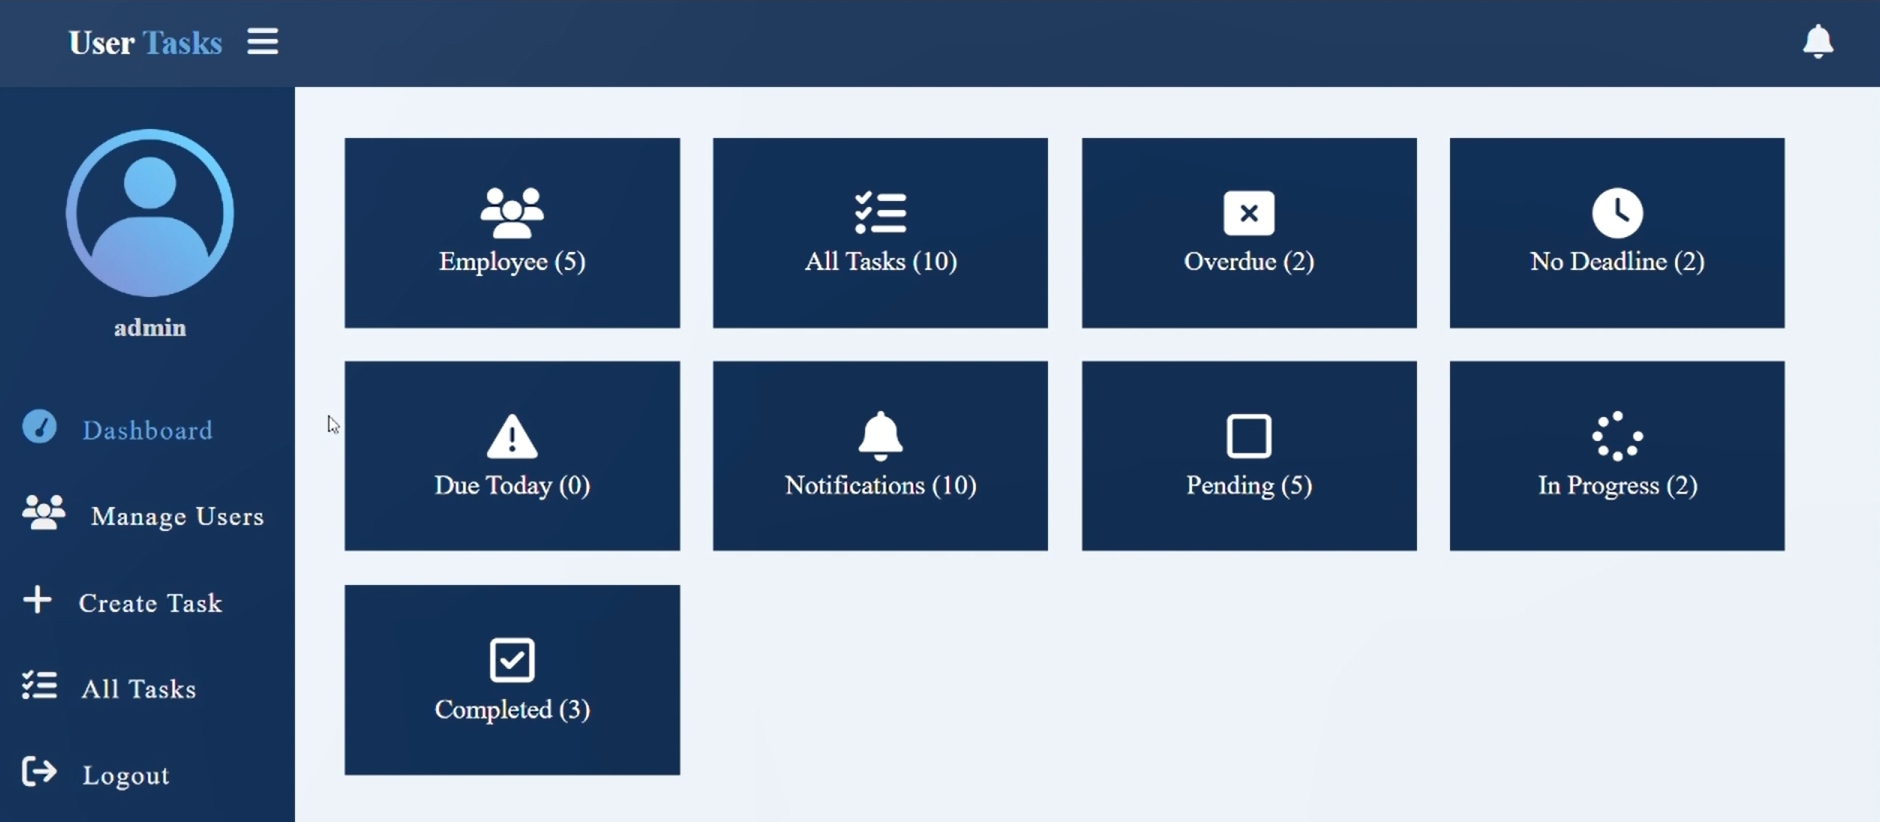 User Tasks
admin
Dashboard
Manage Users
Create Task
All Tasks
Logout
Employee (5)
All Tasks (10)
Overdue (2)
No Deadline (2)
Due Today (0)
Notifications (10)
Pending (5)
In Progress (2)
Completed (3)